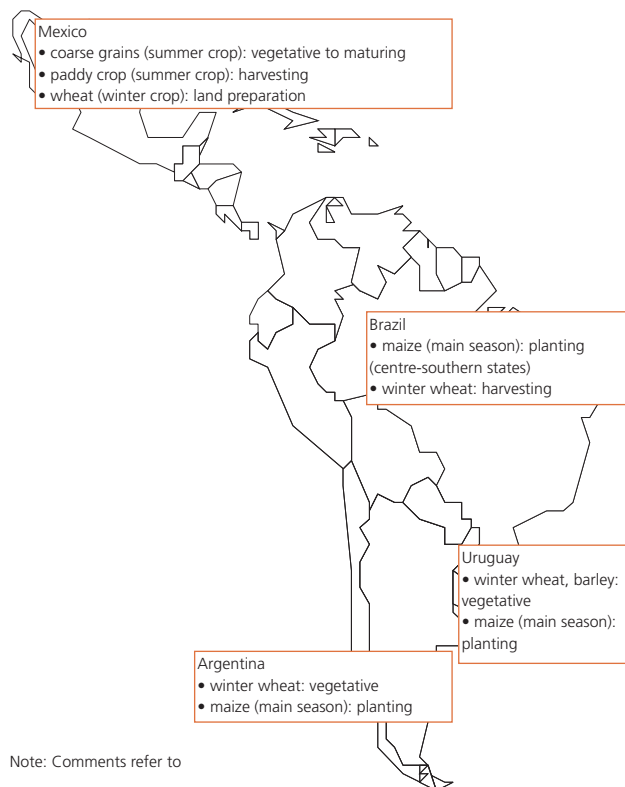 Mexico
• coarse grains (summer crop): vegetative to maturing
• paddy crop (summer crop): harvesting
• wheat (winter crop): land preparation
Brazil
• maize (main season): planting
(centre-southern states)
• winter wheat: harvesting
Uruguay
• winter wheat, barley:
vegetative
• maize (main season):
planting
Argentina
• winter wheat: vegetative
• maize (main season): planting
Note: Comments refer to